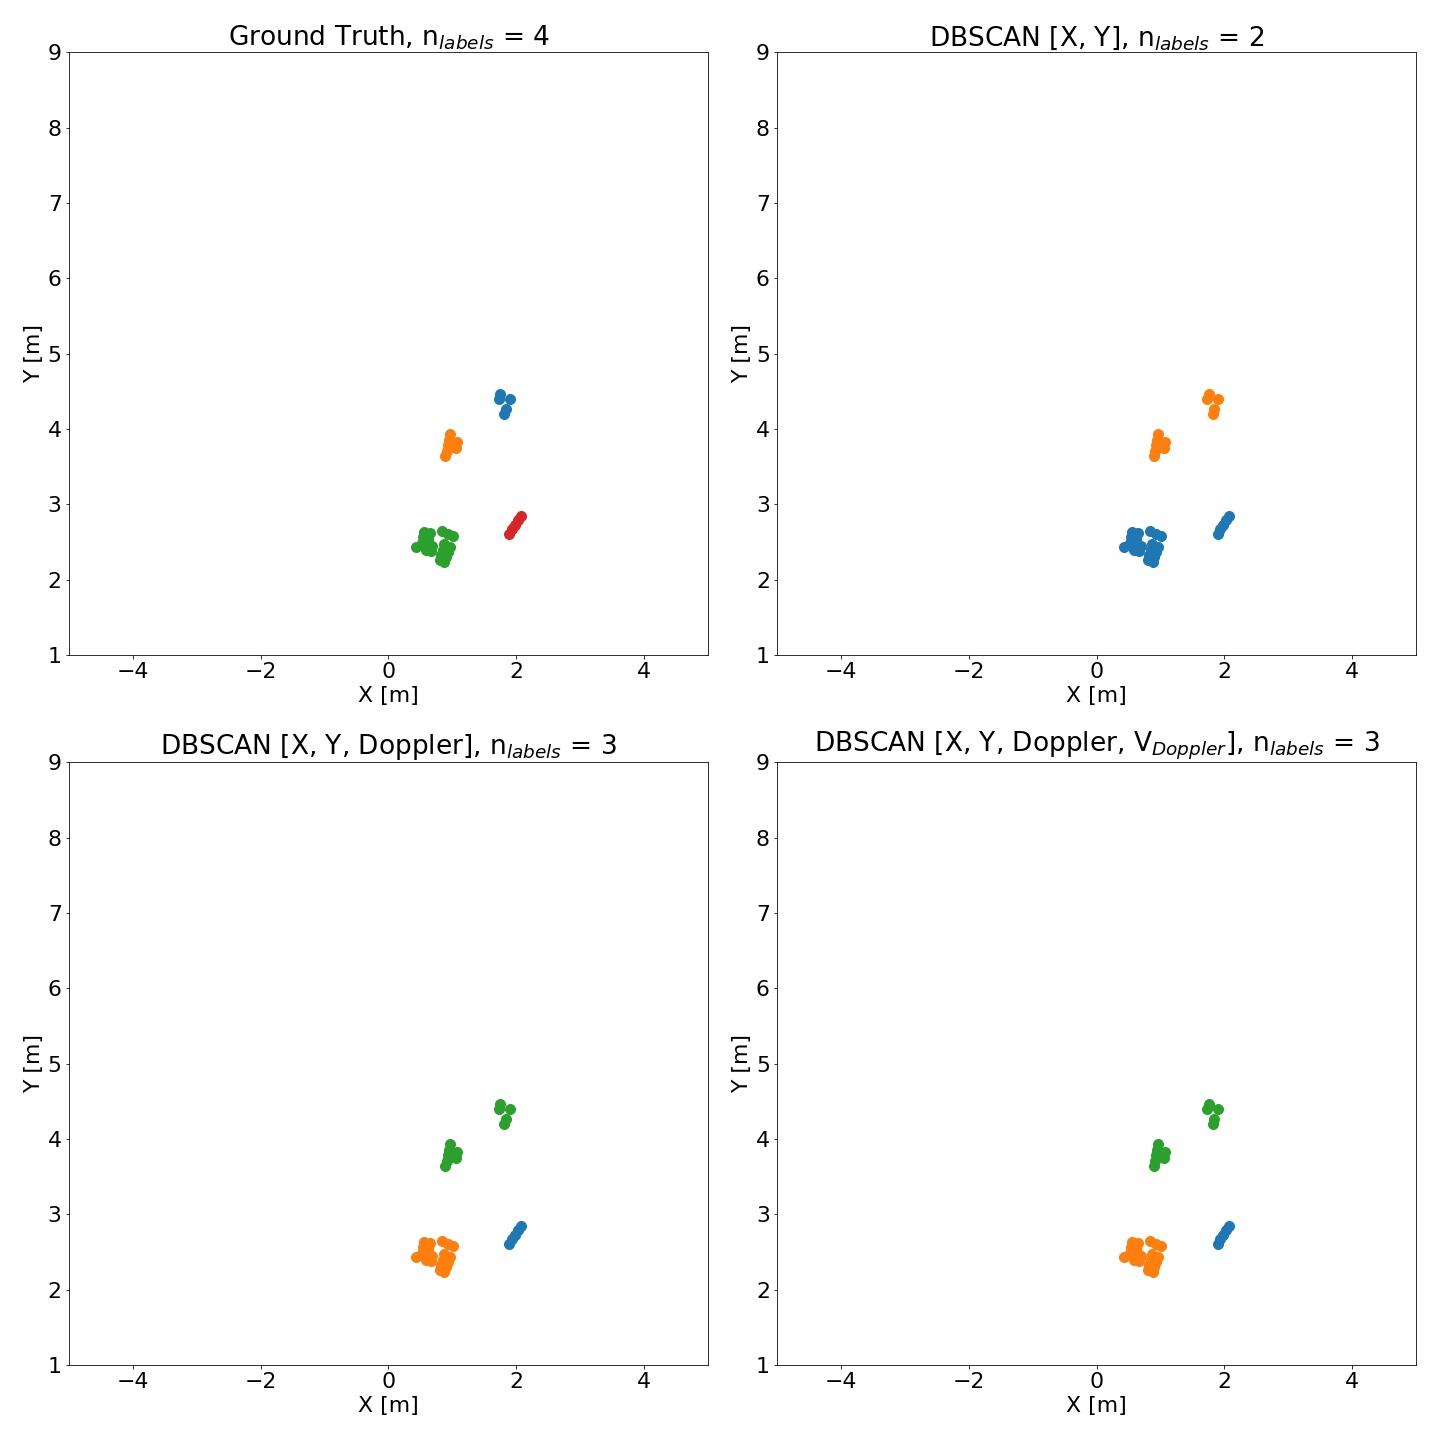 Ground Truth, n_labels = 4
9
8
7
6
5
4
3
2
1
Y [m]
−4 −2 0 2 4
X [m]
DBSCAN [X, Y], n_labels = 2
9
8
7
6
5
4
3
2
1
Y [m]
−4 −2 0 2 4
X [m]
DBSCAN [X, Y, Doppler], n_labels = 3
9
8
7
6
5
4
3
2
1
Y [m]
−4 −2 0 2 4
X [m]
DBSCAN [X, Y, Doppler, V_Doppler], n_labels = 3
9
8
7
6
5
4
3
2
1
Y [m]
−4 −2 0 2 4
X [m]